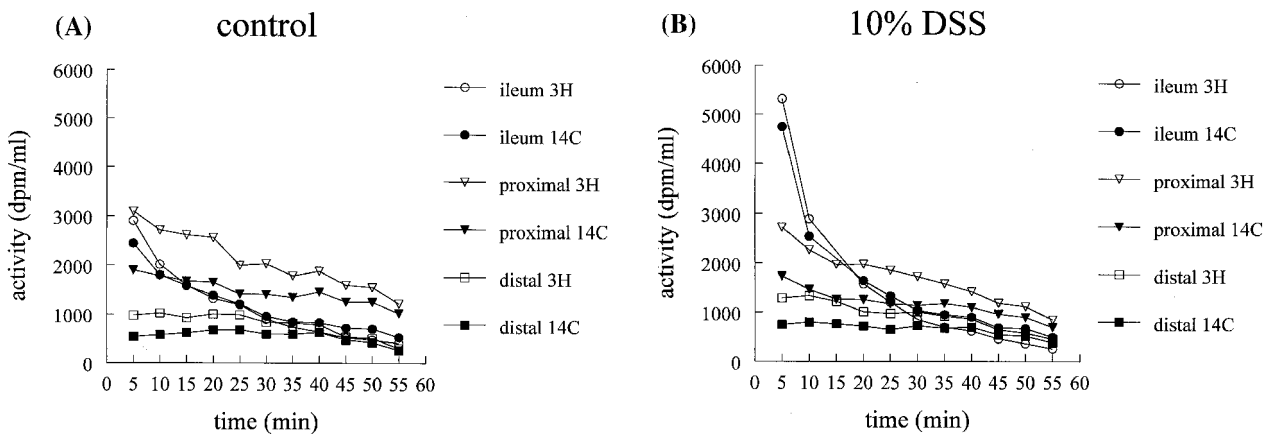 (A) control
6000
5000
4000
3000
2000
1000
0
activity (dpm/ml)
0 5 10 15 20 25 30 35 40 45 50 55 60
time (min)
ileum 3H
ileum 14C
proximal 3H
proximal 14C
distal 3H
distal 14C
(B) 10% DSS
6000
5000
4000
3000
2000
1000
0
activity (dpm/ml)
0 5 10 15 20 25 30 35 40 45 50 55 60
time (min)
ileum 3H
ileum 14C
proximal 3H
proximal 14C
distal 3H
distal 14C